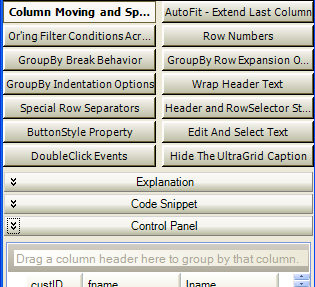 Column Moving and Sp...
AutoFit - Extend Last Column
Or'ing Filter Conditions Acr...
Row Numbers
GroupBy Break Behavior
GroupBy Row Expansion O...
GroupBy Indentation Options
Wrap Header Text
Special Row Separators
Header and RowSelector St...
ButtonStyle Property
Edit And Select Text
DoubleClick Events
Hide The UltraGrid Caption
Explanation
Code Snippet
Control Panel
Drag a column header here to group by that column.
custID fname lname